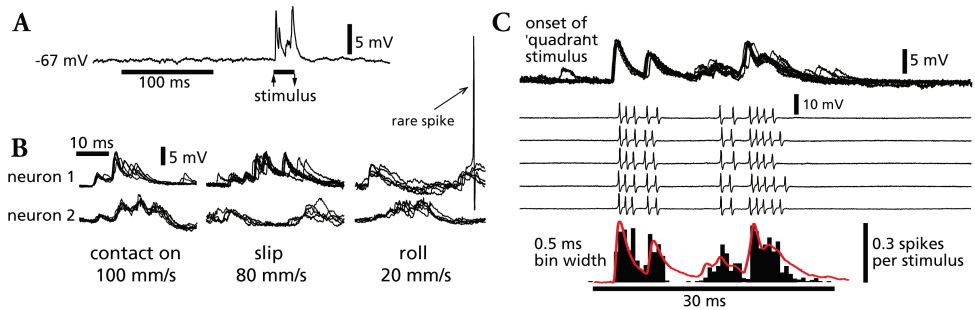 A
-67 mV
5 mV
100 ms
stimulus
rare spike
B
10 ms
5 mV
neuron 1
neuron 2
contact on
100 mm/s
slip
80 mm/s
roll
20 mm/s
C
onset of
'quadrant
stimulus
5 mV
10 mV
0.5 ms
bin width
0.3 spikes
per stimulus
30 ms